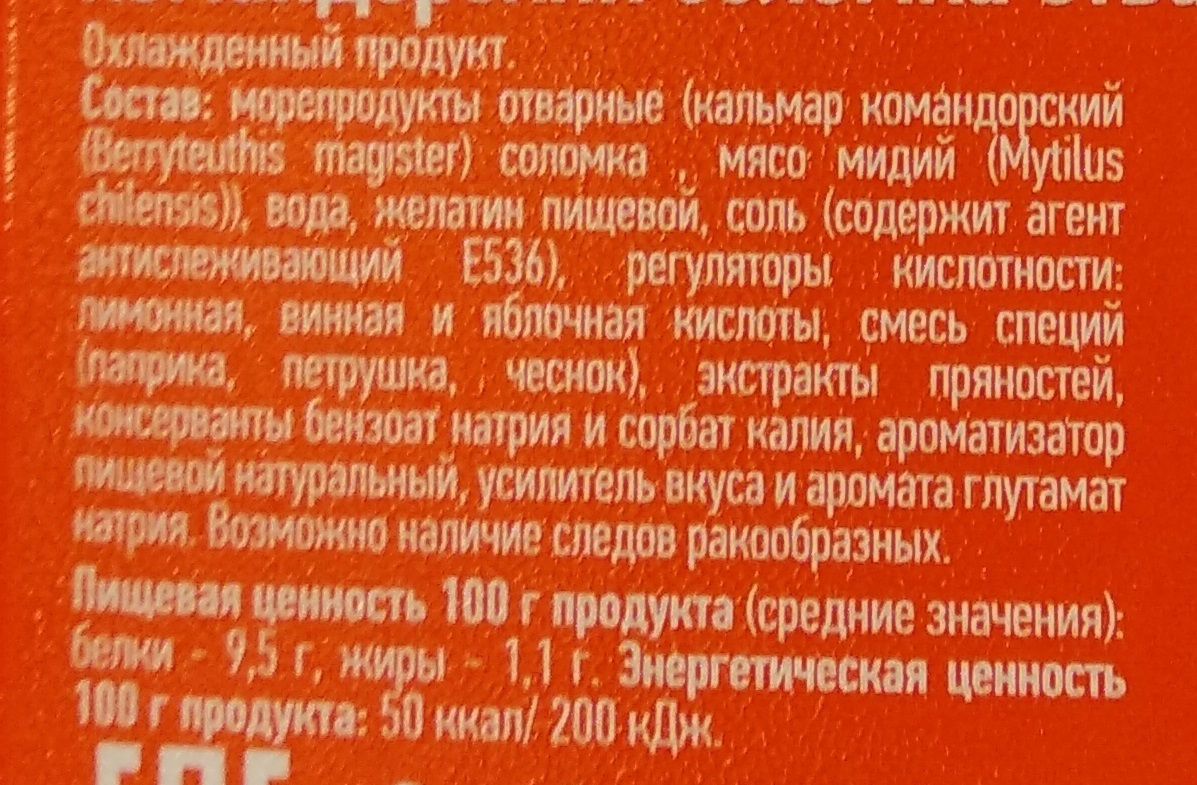 Охлажденный продукт.
Состав: морепродукты отварные (кальмар командорский
(Berryteuthis magister) соломка , мясо мидий (Mytilus
chilensis)), вода, желатин пищевой, соль (содержит агент
антислеживающий Е536), регуляторы кислотности:
лимонная, винная и яблочная кислоты, смесь специй
(паприка, петрушка, чеснок), экстракты пряностей,
консерванты бензоат натрия и сорбат калия, ароматизатор
пищевой натуральный, усилитель вкуса и аромата глутамат
натрия. Возможно наличие следов ракообразных.
Пищевая ценность 100 г продукта (средние значения):
белки - 9,5 г, жиры - 1,1 г. Энергетическая ценность
100 г продукта: 50 ккал/ 200 кДж.